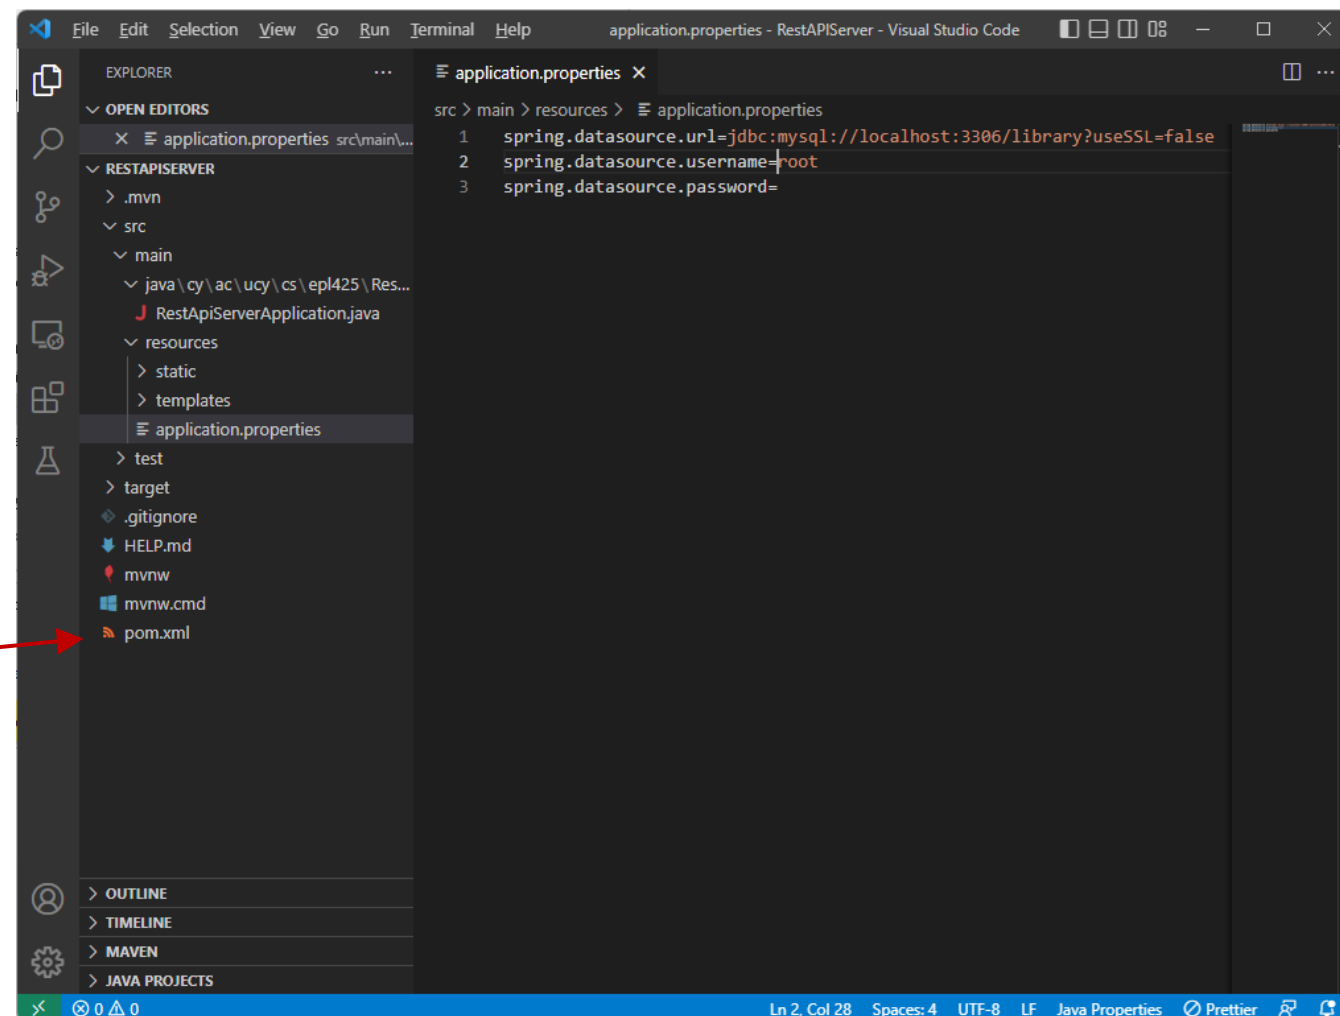 File Edit Selection View Go Run Terminal Help application.properties - RestAPIServer - Visual Studio Code
EXPLORER
OPEN EDITORS
application.properties src\main\...
RESTAPISERVER
.mvn
src
main
java\cy\ac\ucy\cs\epl425\Res...
RestApiServerApplication.java
resources
static
templates
application.properties
test
target
.gitignore
HELP.md
mvnw
mvnw.cmd
pom.xml
OUTLINE
TIMELINE
MAVEN
JAVA PROJECTS
application.properties
src > main > resources > application.properties
1 spring.datasource.url=jdbc:mysql://localhost:3306/library?useSSL=false
2 spring.datasource.username=root
3 spring.datasource.password=
0 0 Ln 2, Col 28 Spaces: 4 UTF-8 LF Java Properties Prettier